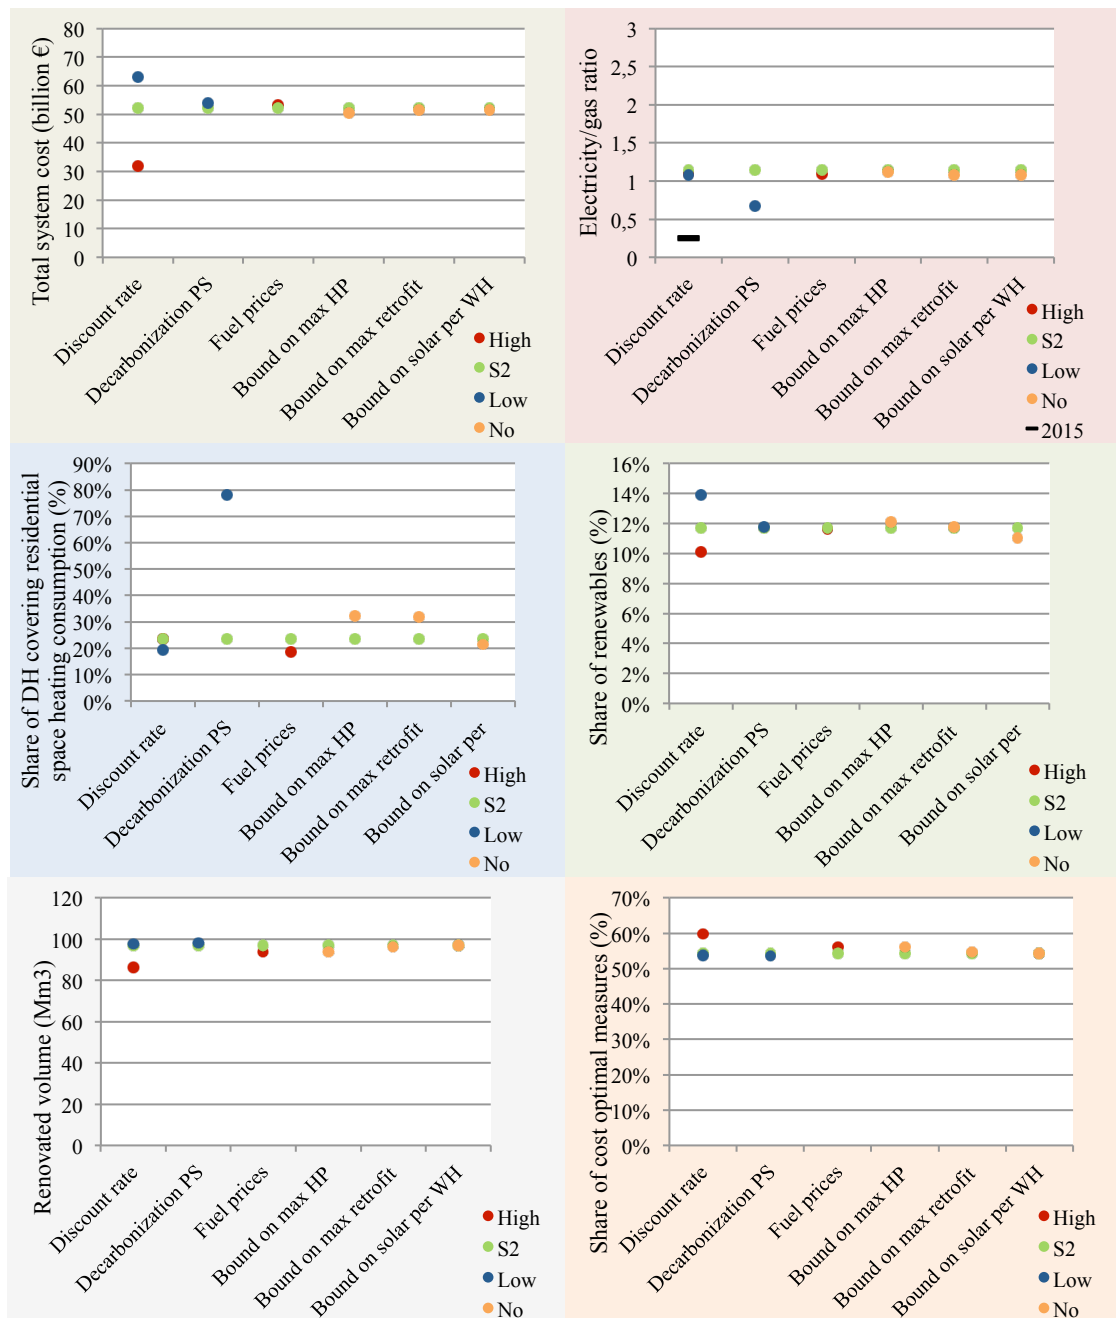 Total system cost (billion €)
80
70
60
50
40
30
20
10
0
Discount rate
Decarbonization PS
Fuel prices
Bound on max HP
Bound on max retrofit
Bound on solar per WH
High
S2
Low
No
Electricity/gas ratio
3
2,5
2
1,5
1
0,5
0
Discount rate
Decarbonization PS
Fuel prices
Bound on max HP
Bound on max retrofit
Bound on solar per WH
High
S2
Low
No
2015
Share of DH covering residential
space heating consumption (%)
90%
80%
70%
60%
50%
40%
30%
20%
10%
0%
Discount rate
Decarbonization PS
Fuel prices
Bound on max HP
Bound on max retrofit
Bound on solar per
High
S2
Low
No
Share of renewables (%)
16%
14%
12%
10%
8%
6%
4%
2%
0%
Discount rate
Decarbonization PS
Fuel prices
Bound on max HP
Bound on max retrofit
Bound on solar per
High
S2
Low
No
Renovated volume (Mm3)
120
100
80
60
40
20
0
Discount rate
Decarbonization PS
Fuel prices
Bound on max HP
Bound on max retrofit
Bound on solar per WH
High
S2
Low
No
Share of cost optimal measures (%)
70%
60%
50%
40%
30%
20%
10%
0%
Discount rate
Decarbonization PS
Fuel prices
Bound on max HP
Bound on max retrofit
Bound on solar per WH
High
S2
Low
No